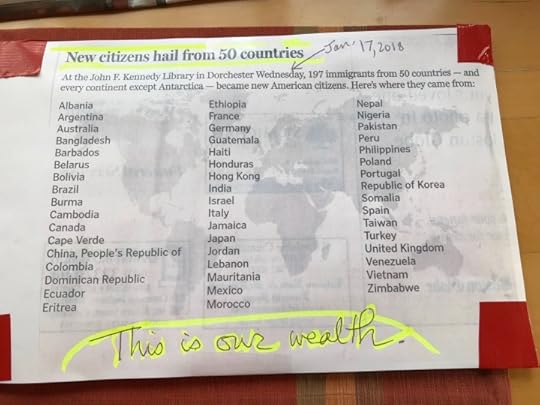 New citizens hail from 50 countries
Jan' 17, 2018
At the John F. Kennedy Library in Dorchester Wednesday, 197 immigrants from 50 countries — and
every continent except Antarctica — became new American citizens. Here's where they came from:
Albania
Argentina
Australia
Bangladesh
Barbados
Belarus
Bolivia
Brazil
Burma
Cambodia
Canada
Cape Verde
China, People's Republic of
Colombia
Dominican Republic
Ecuador
Eritrea
Ethiopia
France
Germany
Guatemala
Haiti
Honduras
Hong Kong
India
Israel
Italy
Jamaica
Japan
Jordan
Lebanon
Mauritania
Mexico
Morocco
Nepal
Nigeria
Pakistan
Peru
Philippines
Poland
Portugal
Republic of Korea
Somalia
Spain
Taiwan
Turkey
United Kingdom
Venezuela
Vietnam
Zimbabwe
This is our wealth.